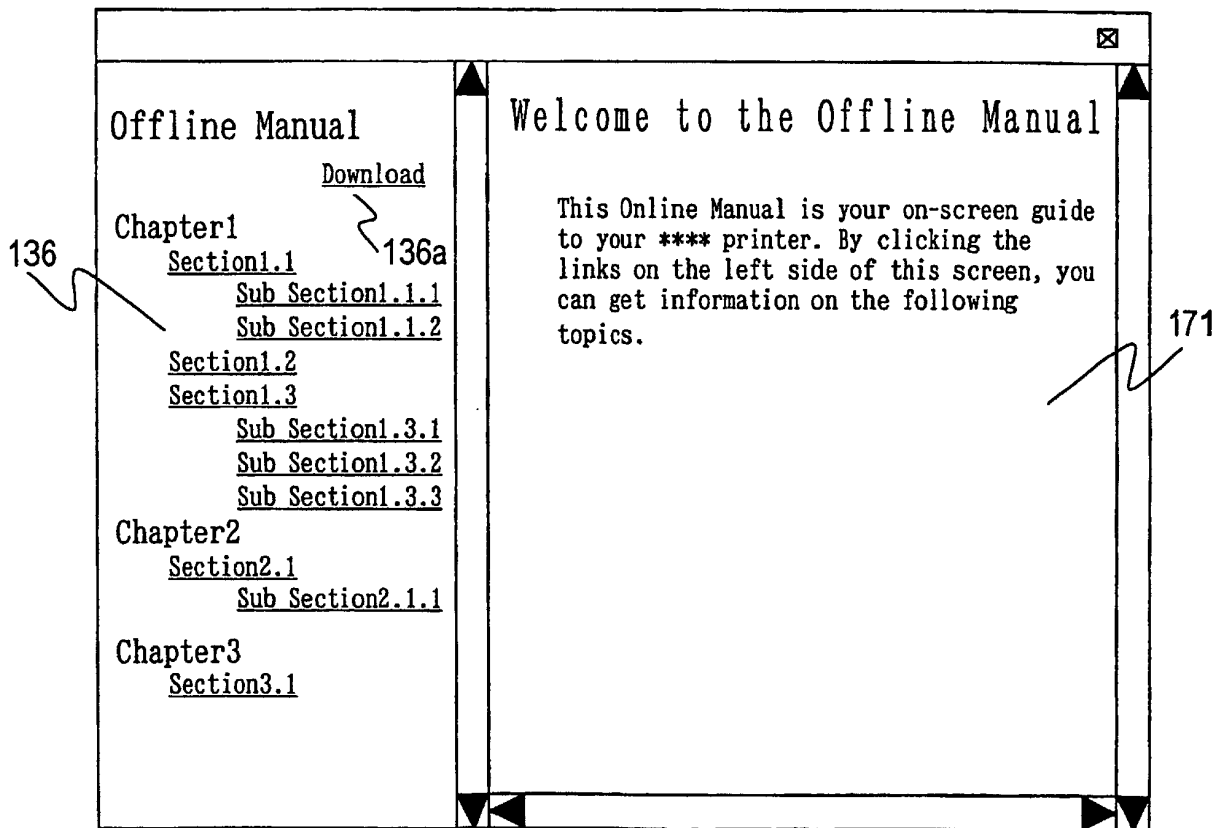 Offline Manual
Download
136a
136
Chapter1
Section1.1
Sub Section1.1.1
Sub Section1.1.2
Section1.2
Section1.3
Sub Section1.3.1
Sub Section1.3.2
Sub Section1.3.3
Chapter2
Section2.1
Sub Section2.1.1
Chapter3
Section3.1
Welcome to the Offline Manual
This Online Manual is your on-screen guide
to your **** printer. By clicking the
links on the left side of this screen, you
can get information on the following
topics.
171